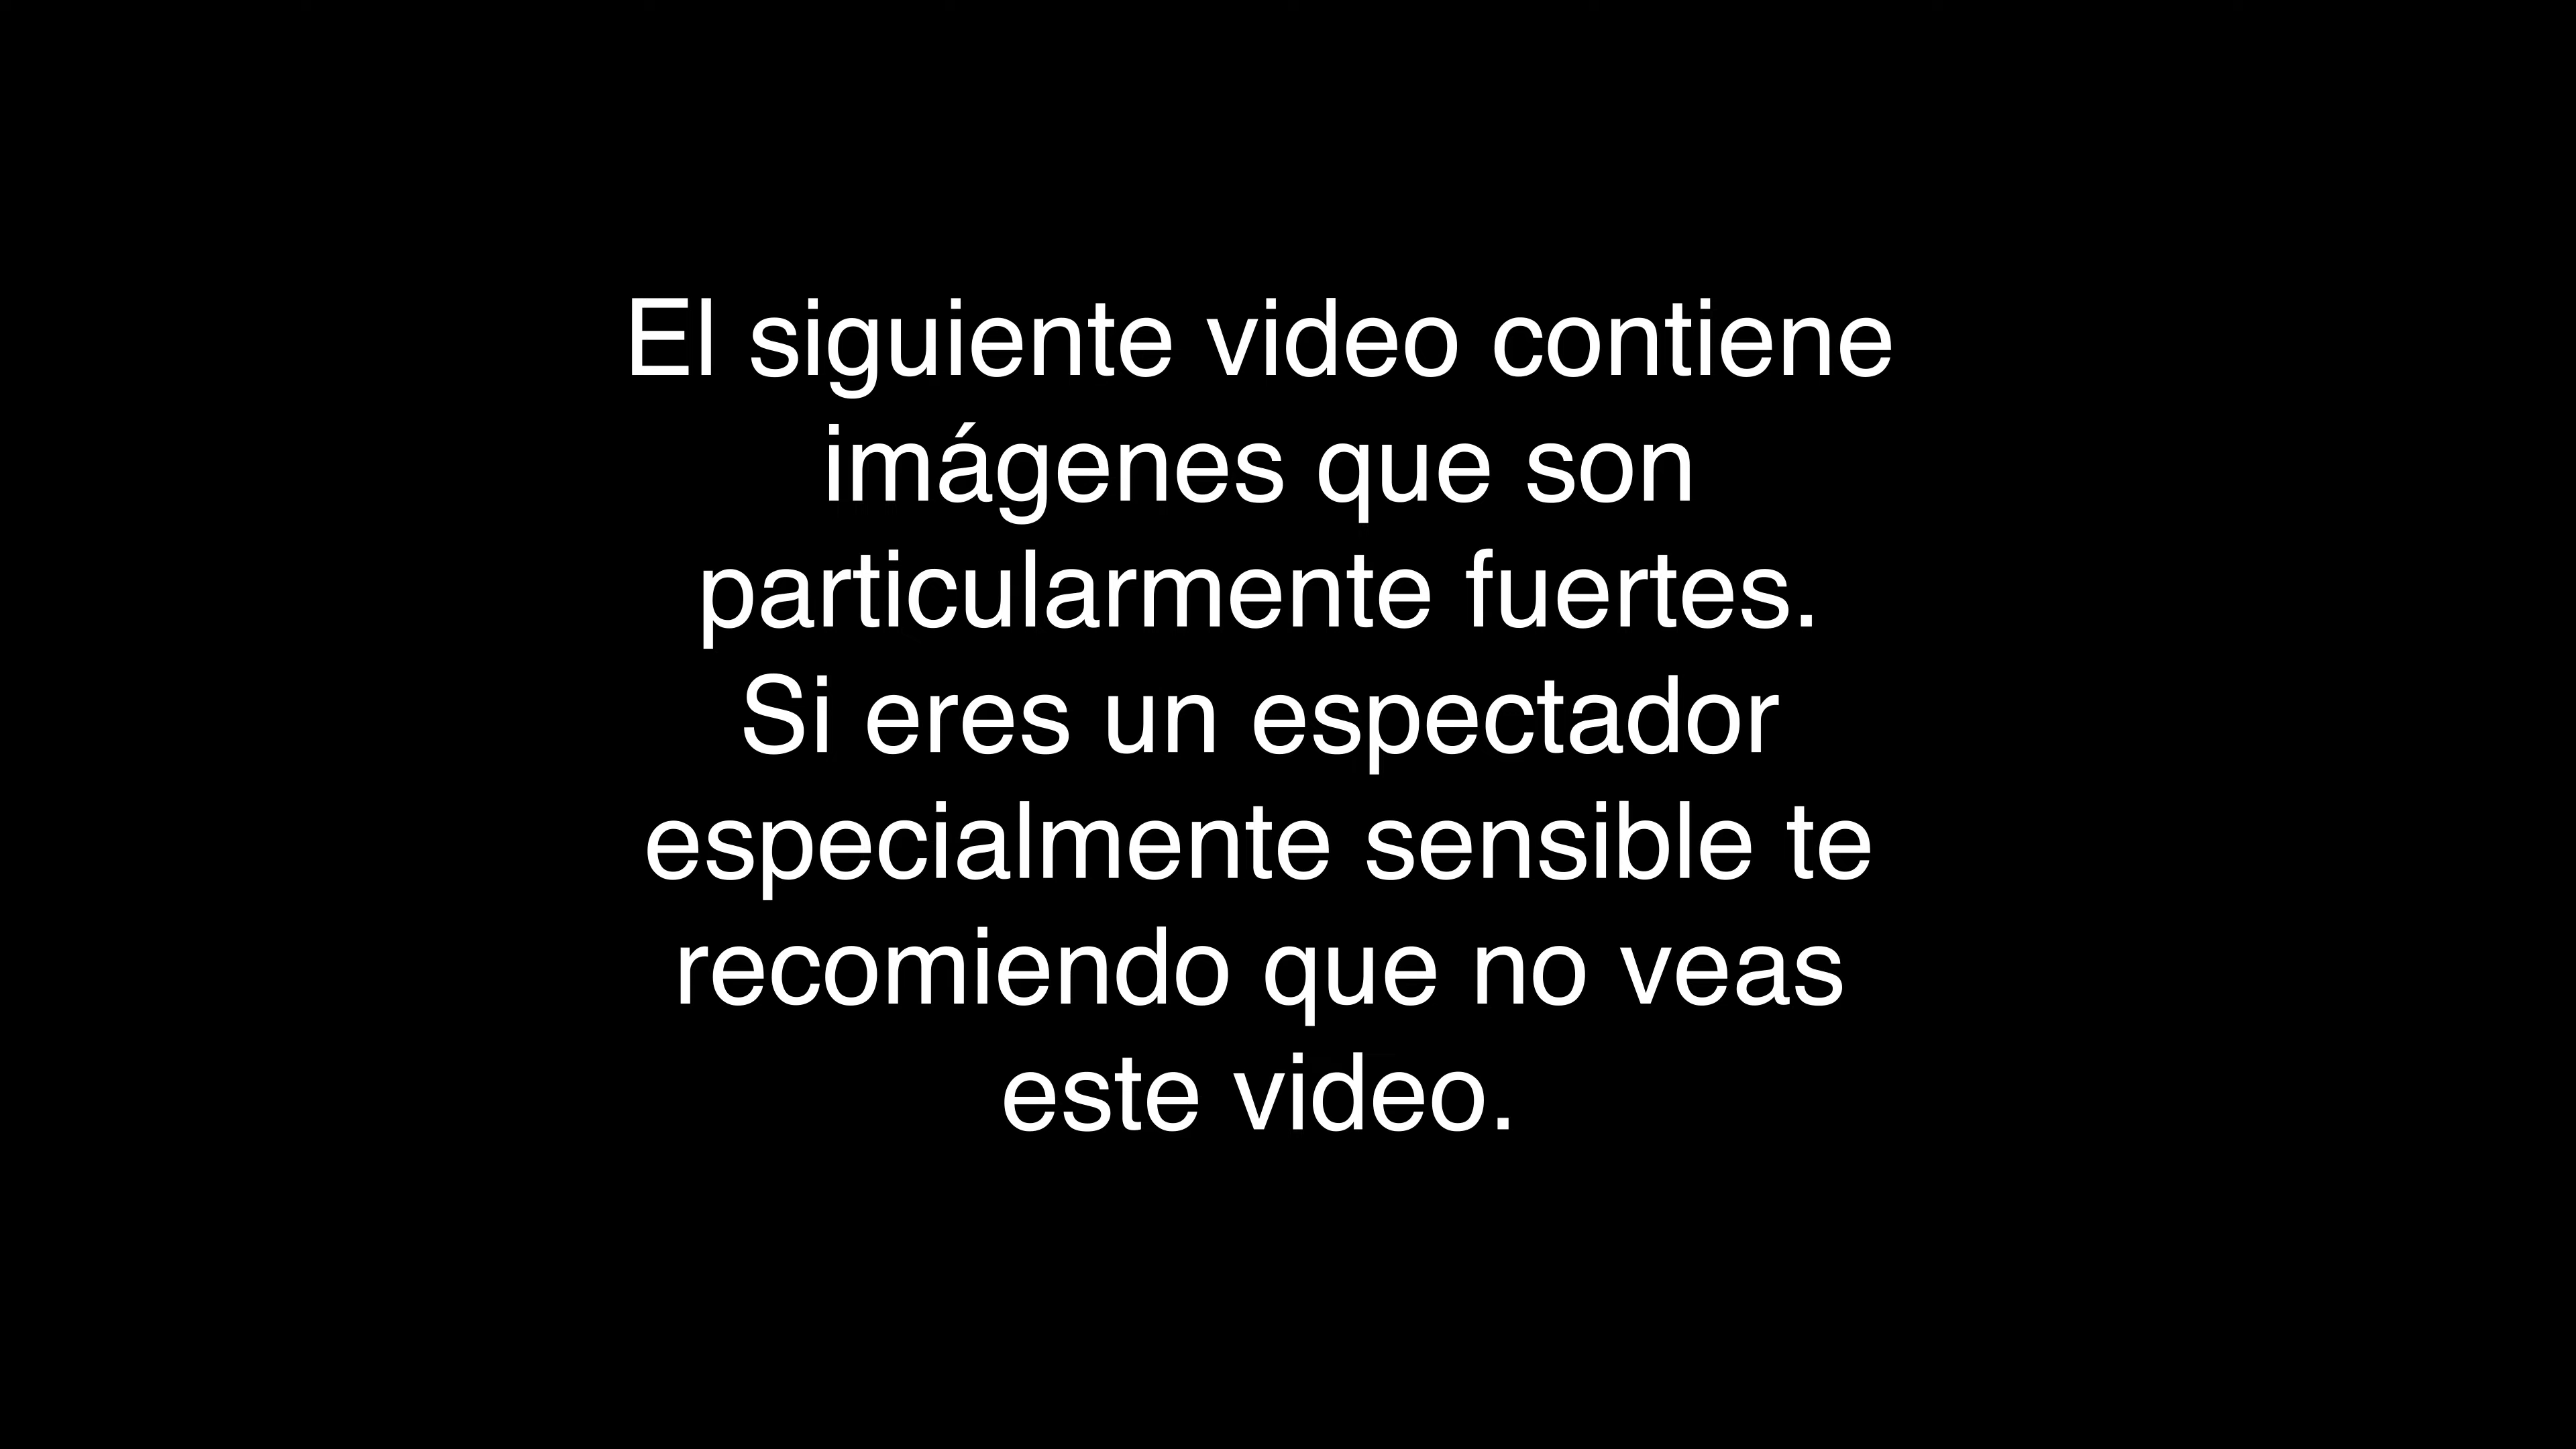 El siguiente video contiene
imágenes que son
particularmente fuertes.
Si eres un espectador
especialmente sensible te
recomiendo que no veas
este video.